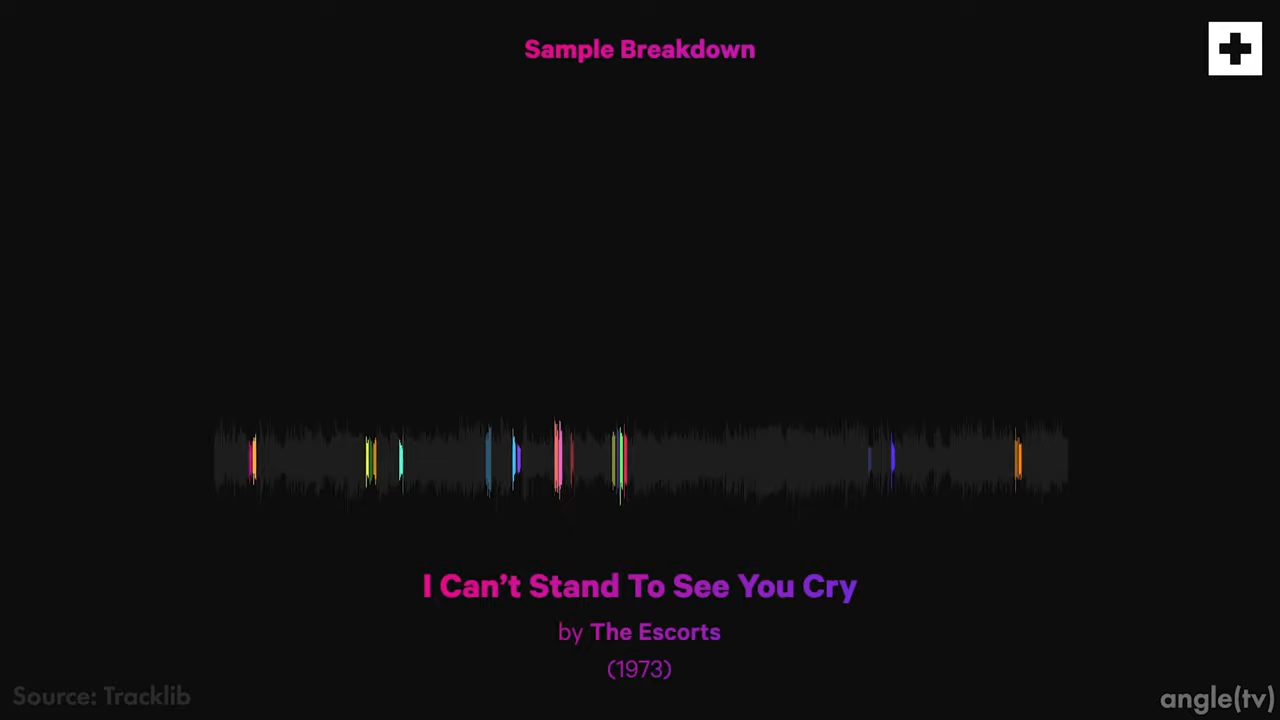 Sample Breakdown
I Can't Stand To See You Cry
by The Escorts
(1973)
Source: Tracklib
angle(tv)